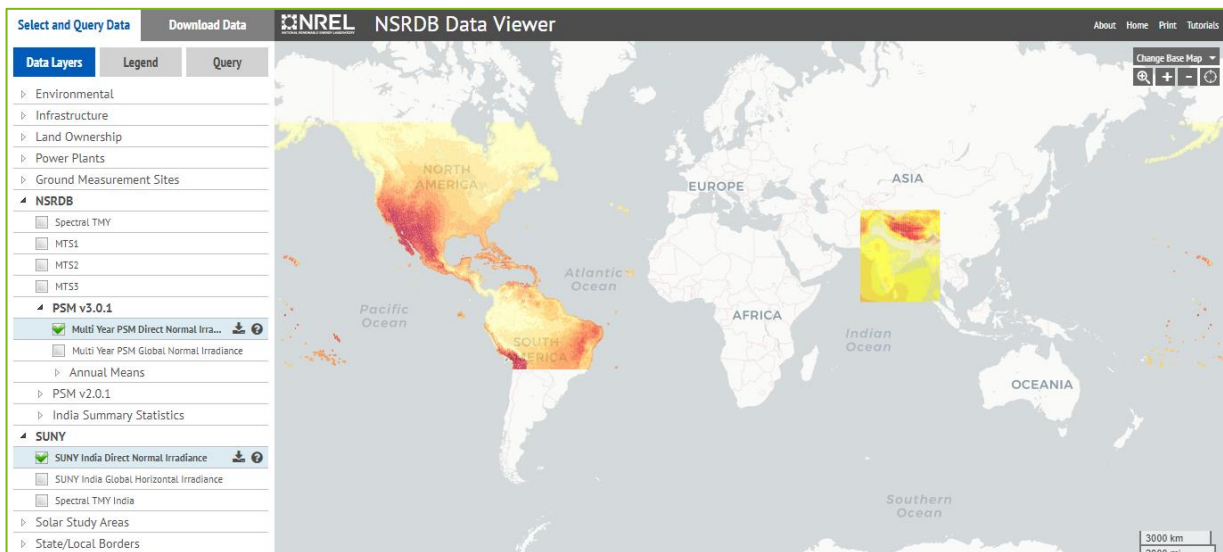 Select and Query Data
Download Data
NREL
NATIONAL RENEWABLE ENERGY LABORATORY
NSRDB Data Viewer
About Home Print Tutorials
Data Layers
Legend
Query
Environmental
Infrastructure
Land Ownership
Power Plants
Ground Measurement Sites
NSRDB
Spectral TMY
MTS1
MTS2
MTS3
PSM v3.0.1
Multi Year PSM Direct Normal Irra...
Multi Year PSM Global Normal Irradiance
Annual Means
PSM v2.0.1
India Summary Statistics
SUNY
SUNY India Direct Normal Irradiance
SUNY India Global Horizontal Irradiance
Spectral TMY India
Solar Study Areas
State/Local Borders
Change Base Map
NORTH
AMERICA
EUROPE
ASIA
Atlantic
Ocean
Pacific
Ocean
AFRICA
SOUTH
AMERICA
Indian
Ocean
OCEANIA
Southern
Ocean
3000 km